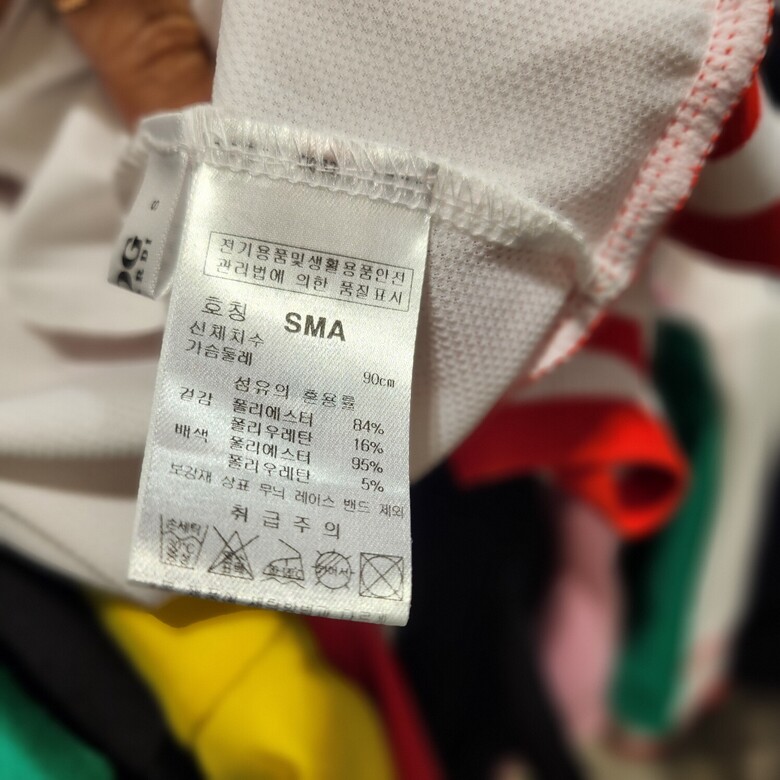 전기용품및생활용품안전
관리법에 의한 품질표시
호칭 SMA
신체치수
가슴둘레 90cm
섬유의 혼용률
겉감 폴리에스터 84%
폴리우레탄 16%
배색 폴리에스터 95%
폴리우레탄 5%
보강재 상표 무늬 레이스 밴드 제외
취급주의
손세탁